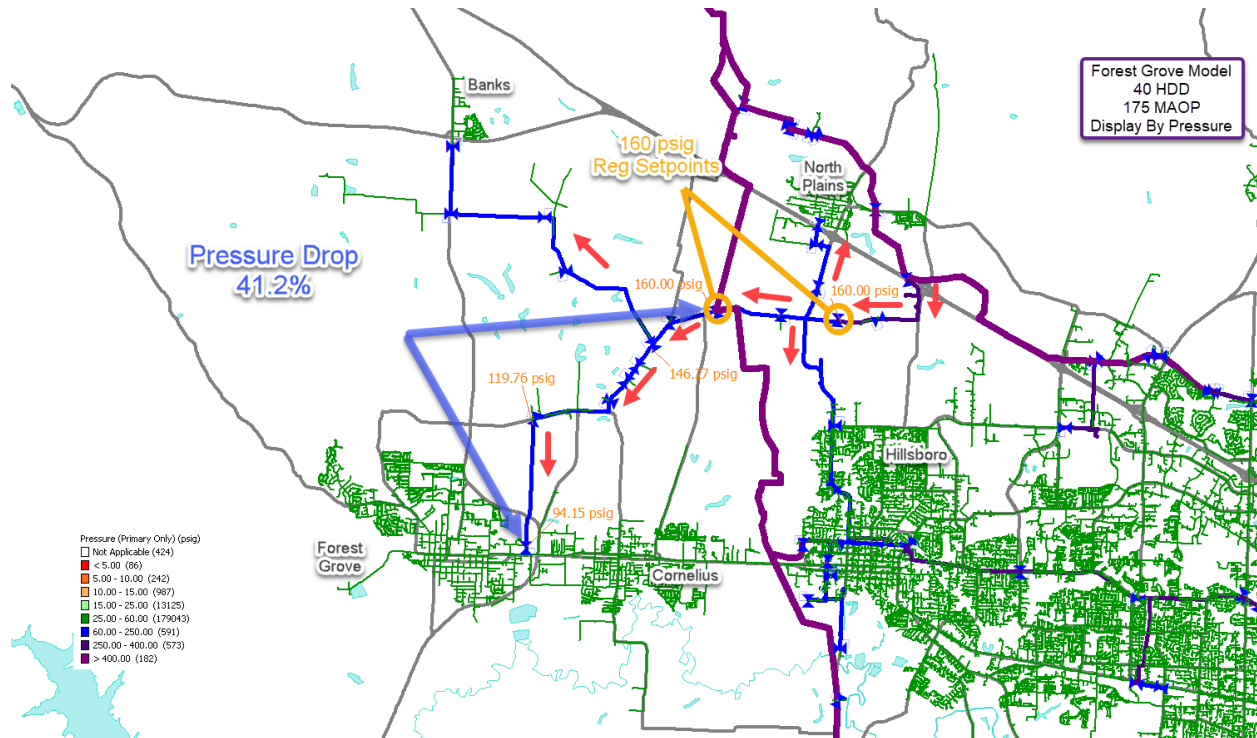 Forest Grove Model
40 HDD
175 MAOP
Display By Pressure
Banks
160 psig
Reg Setpoints
North
Plains
Pressure Drop
41.2%
160.00 psig
160.00 psig
146.27 psig
119.76 psig
Hillsboro
94.15 psig
Forest
Grove
Cornelius
Pressure (Primary Only) (psig)
Not Applicable (424)
< 5.00 (86)
5.00 - 10.00 (242)
10.00 - 15.00 (987)
15.00 - 25.00 (13125)
25.00 - 60.00 (179043)
60.00 - 250.00 (591)
250.00 - 400.00 (573)
> 400.00 (182)